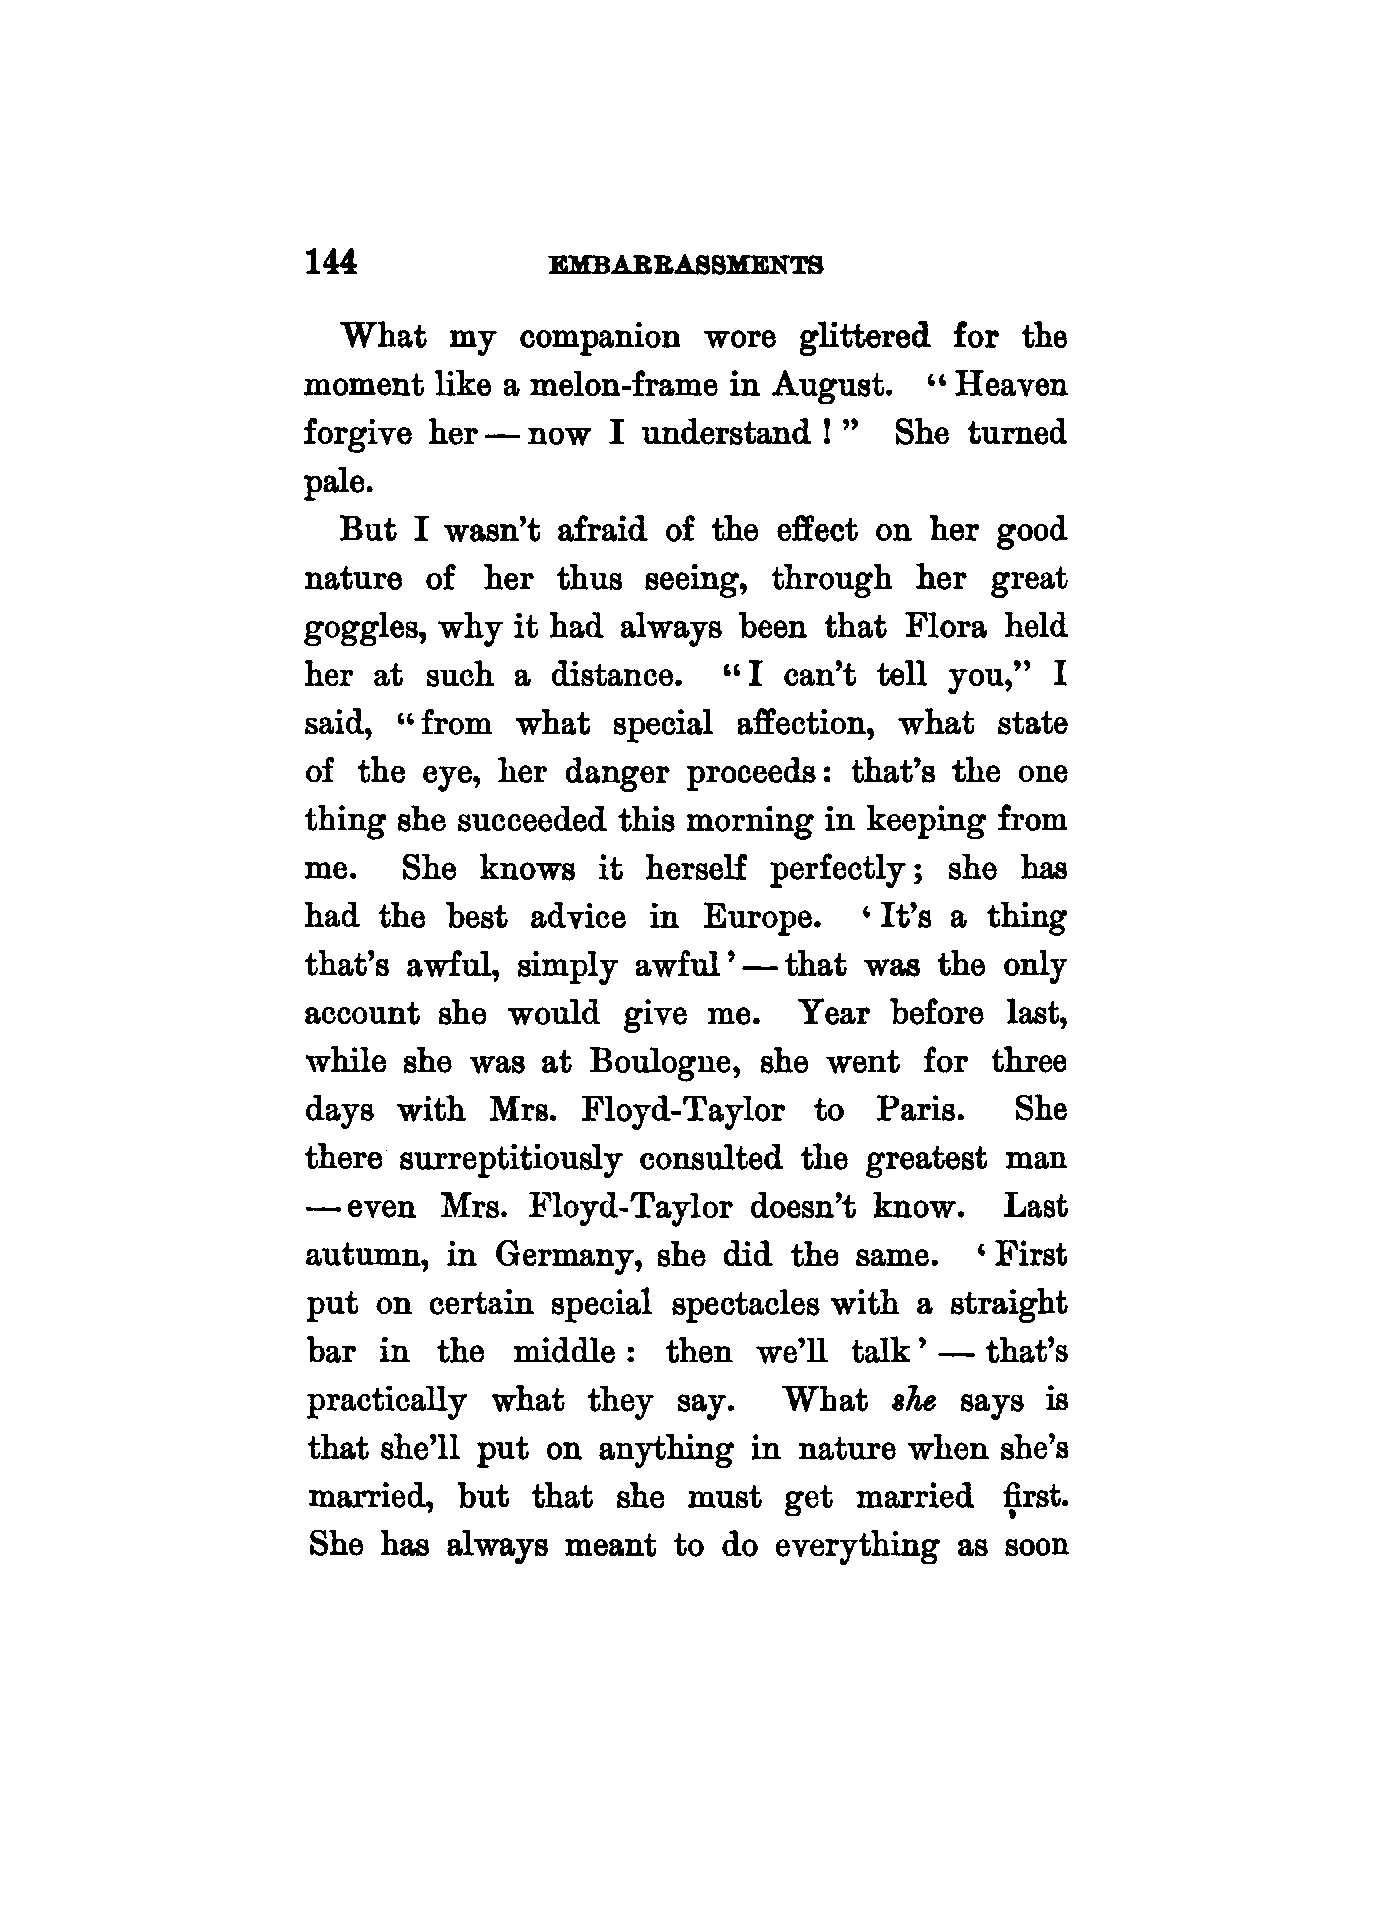 144 EMBARRASSMENTS
What my companion wore glittered for the
moment like a melon-frame in August. “Heaven
forgive her — now I understand!” She turned
pale.
But I wasn’t afraid of the effect on her good
nature of her thus seeing, through her great
goggles, why it had always been that Flora held
her at such a distance. “I can’t tell you,” I
said, “from what special affection, what state
of the eye, her danger proceeds: that’s the one
thing she succeeded this morning in keeping from
me. She knows it herself perfectly; she has
had the best advice in Europe. ‘It’s a thing
that’s awful, simply awful’ — that was the only
account she would give me. Year before last,
while she was at Boulogne, she went for three
days with Mrs. Floyd-Taylor to Paris. She
there surreptitiously consulted the greatest man
— even Mrs. Floyd-Taylor doesn’t know. Last
autumn, in Germany, she did the same. ‘First
put on certain special spectacles with a straight
bar in the middle: then we’ll talk’ — that’s
practically what they say. What she says is
that she’ll put on anything in nature when she’s
married, but that she must get married first.
She has always meant to do everything as soon